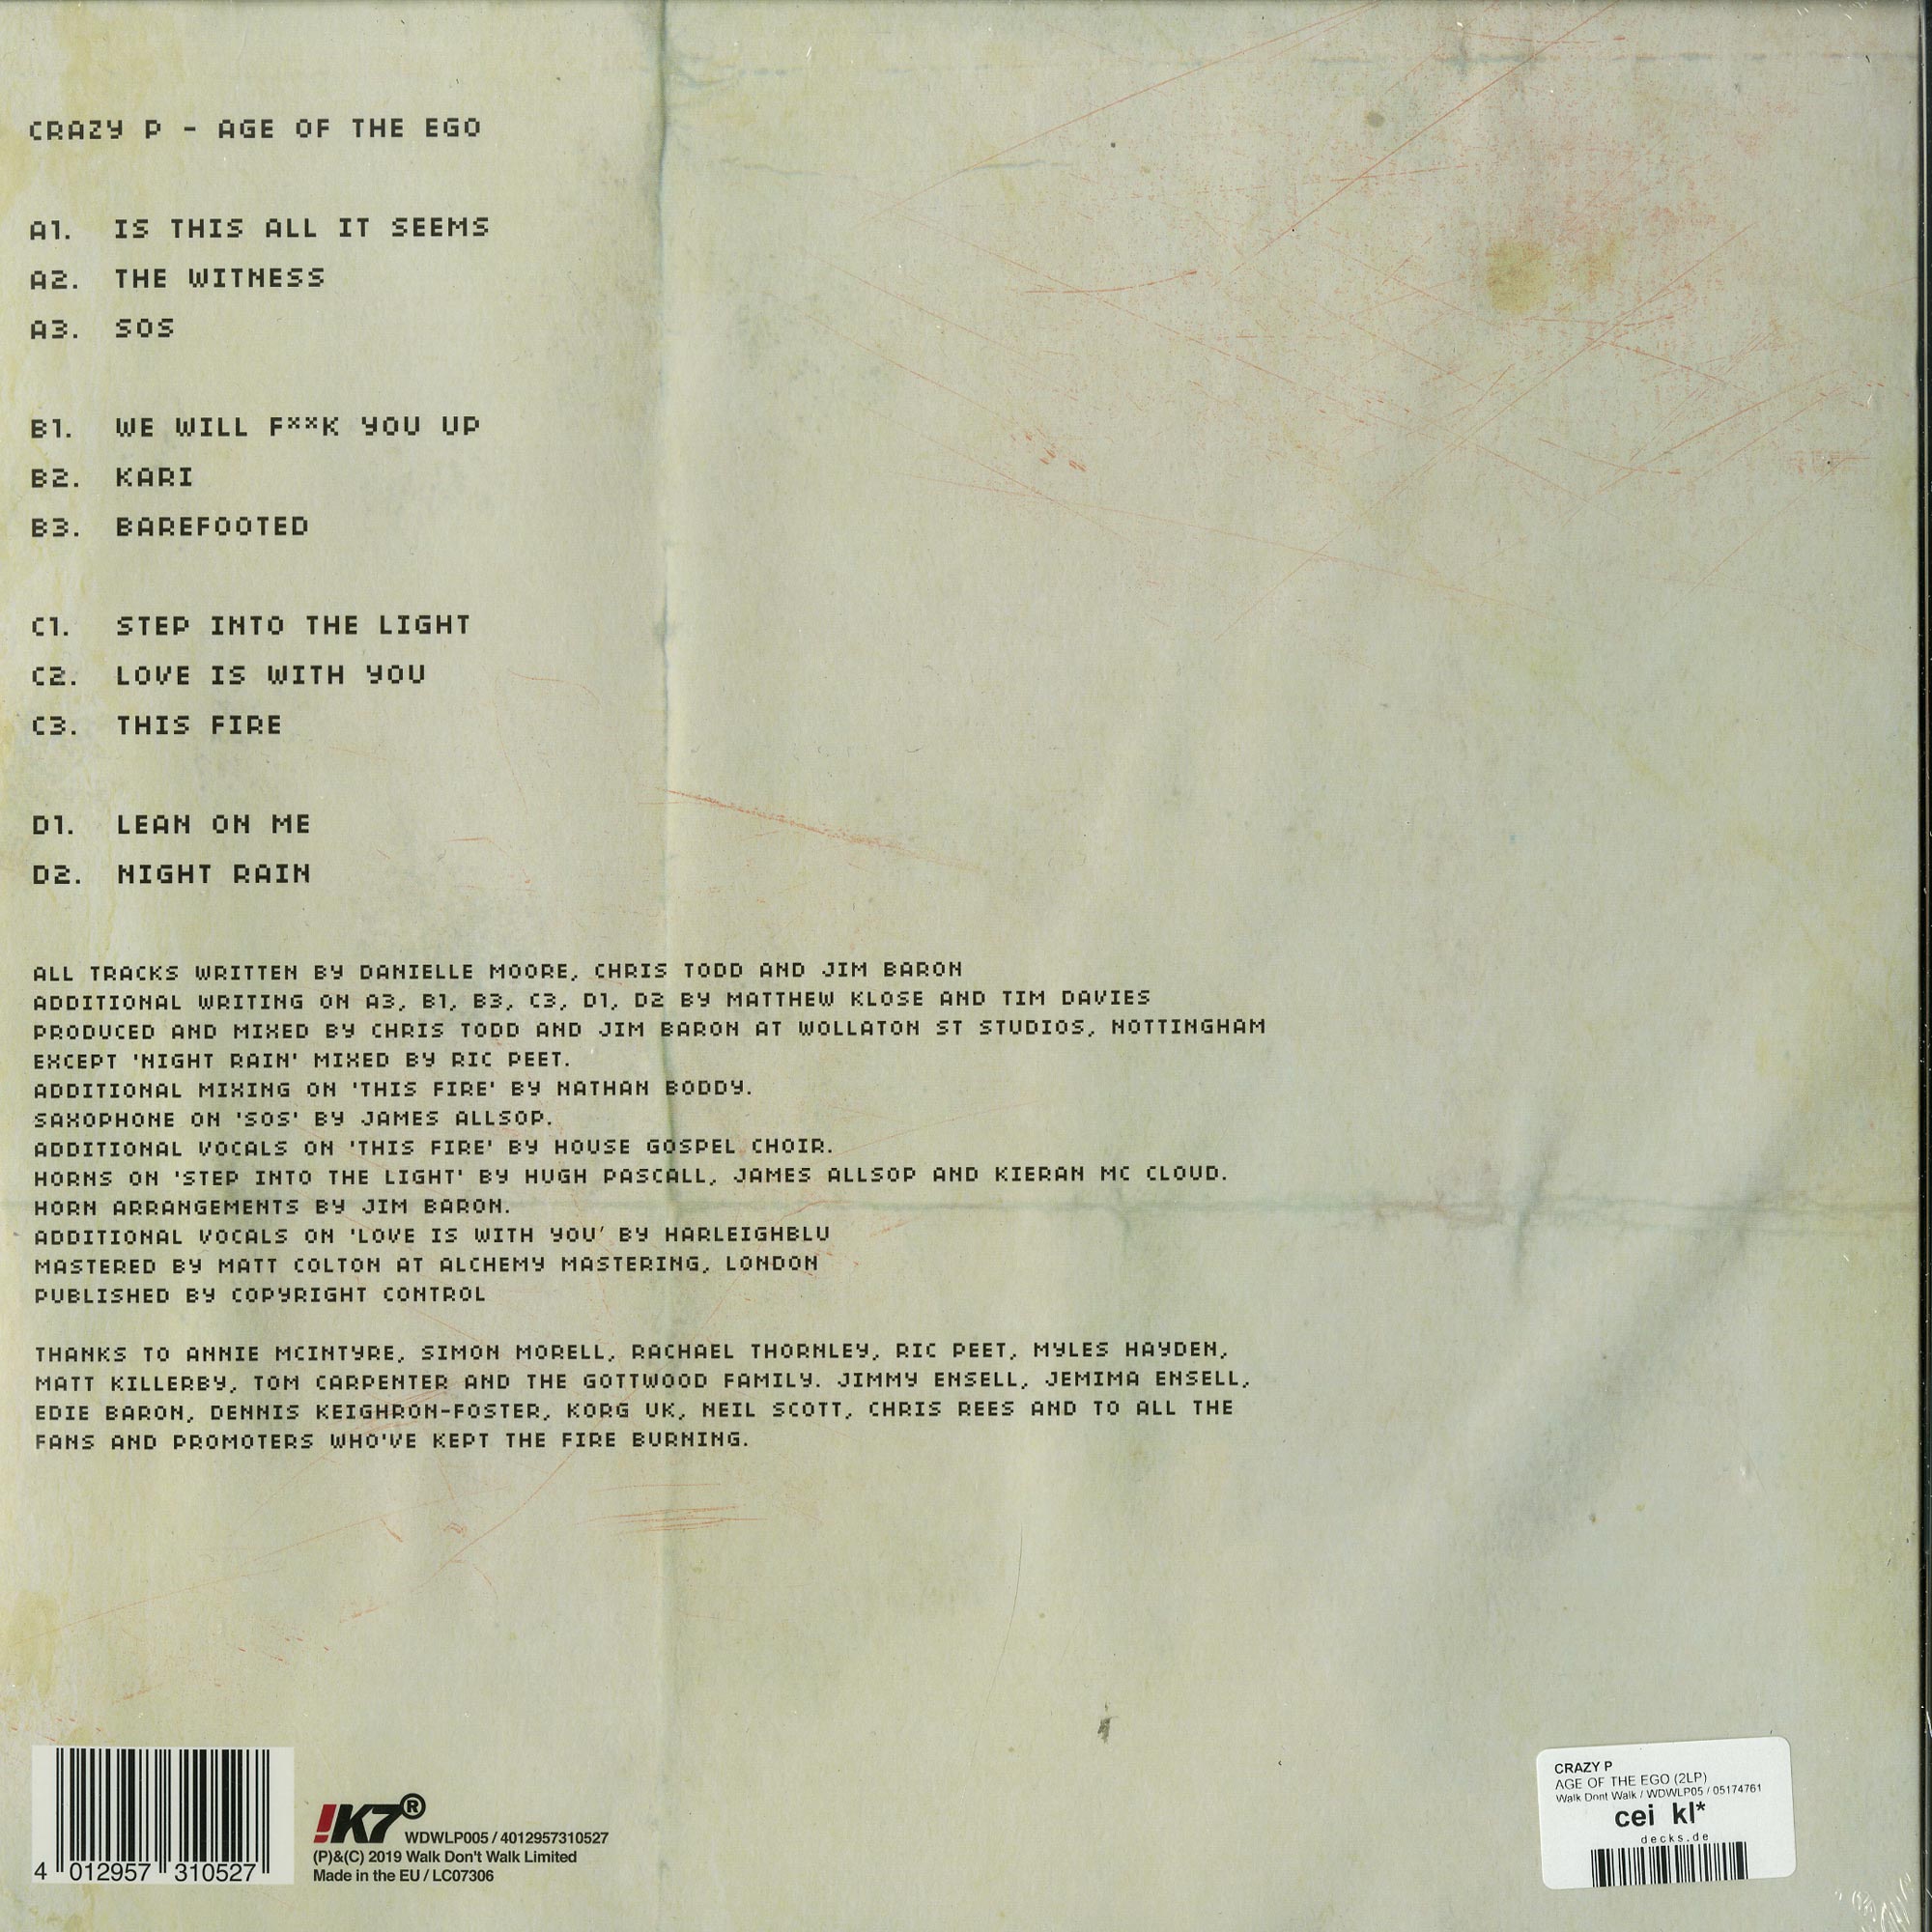 CRAZY P - AGE OF THE EGO
A1. IS THIS ALL IT SEEMS
A2. THE WITNESS
A3. SOS
B1. WE WILL F**K YOU UP
B2. KARI
B3. BAREFOOTED
C1. STEP INTO THE LIGHT
C2. LOVE IS WITH YOU
C3. THIS FIRE
D1. LEAN ON ME
D2. NIGHT RAIN
ALL TRACKS WRITTEN BY DANIELLE MOORE, CHRIS TODD AND JIM BARON
ADDITIONAL WRITING ON A3, B1, B3, C3, D1, D2 BY MATTHEW KLOSE AND TIM DAVIES
PRODUCED AND MIXED BY CHRIS TODD AND JIM BARON AT WOLLATON ST STUDIOS, NOTTINGHAM
EXCEPT 'NIGHT RAIN' MIXED BY RIC PEET.
ADDITIONAL MIXING ON 'THIS FIRE' BY NATHAN BODDY.
SAXOPHONE ON 'SOS' BY JAMES ALLSOP.
ADDITIONAL VOCALS ON 'THIS FIRE' BY HOUSE GOSPEL CHOIR.
HORNS ON 'STEP INTO THE LIGHT' BY HUGH PASCALL, JAMES ALLSOP AND KIERAN MC CLOUD.
HORN ARRANGEMENTS BY JIM BARON.
ADDITIONAL VOCALS ON 'LOVE IS WITH YOU' BY HARLEIGHBLU
MASTERED BY MATT COLTON AT ALCHEMY MASTERING, LONDON
PUBLISHED BY COPYRIGHT CONTROL
THANKS TO ANNIE MCINTYRE, SIMON MORELL, RACHAEL THORNLEY, RIC PEET, MYLES HAYDEN,
MATT KILLERBY, TOM CARPENTER AND THE GOTTWOOD FAMILY. JIMMY ENSELL, JEMIMA ENSELL,
EDIE BARON, DENNIS KEIGHRON-FOSTER, KORG UK, NEIL SCOTT, CHRIS REES AND TO ALL THE
FANS AND PROMOTERS WHO'VE KEPT THE FIRE BURNING.
4 012957 310527
!K7® WDWLP005 / 4012957310527
(P)&(C) 2019 Walk Don't Walk Limited
Made in the EU / LC07306
CRAZY P
AGE OF THE EGO (2LP)
Walk Dont Walk / WDWLP05 / 05174761
cei kl*
decks.de